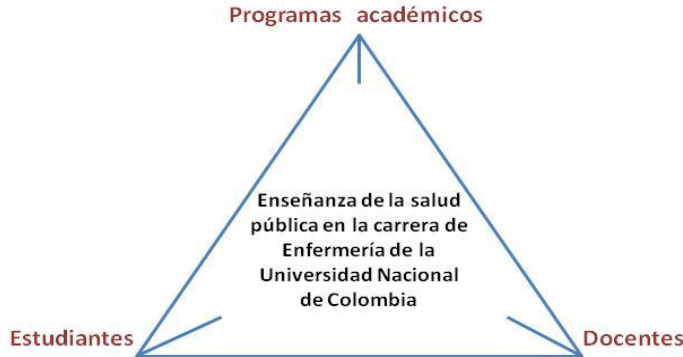 Programas académicos
Enseñanza de la salud
pública en la carrera de
Enfermería de la
Universidad Nacional
de Colombia
Estudiantes
Docentes